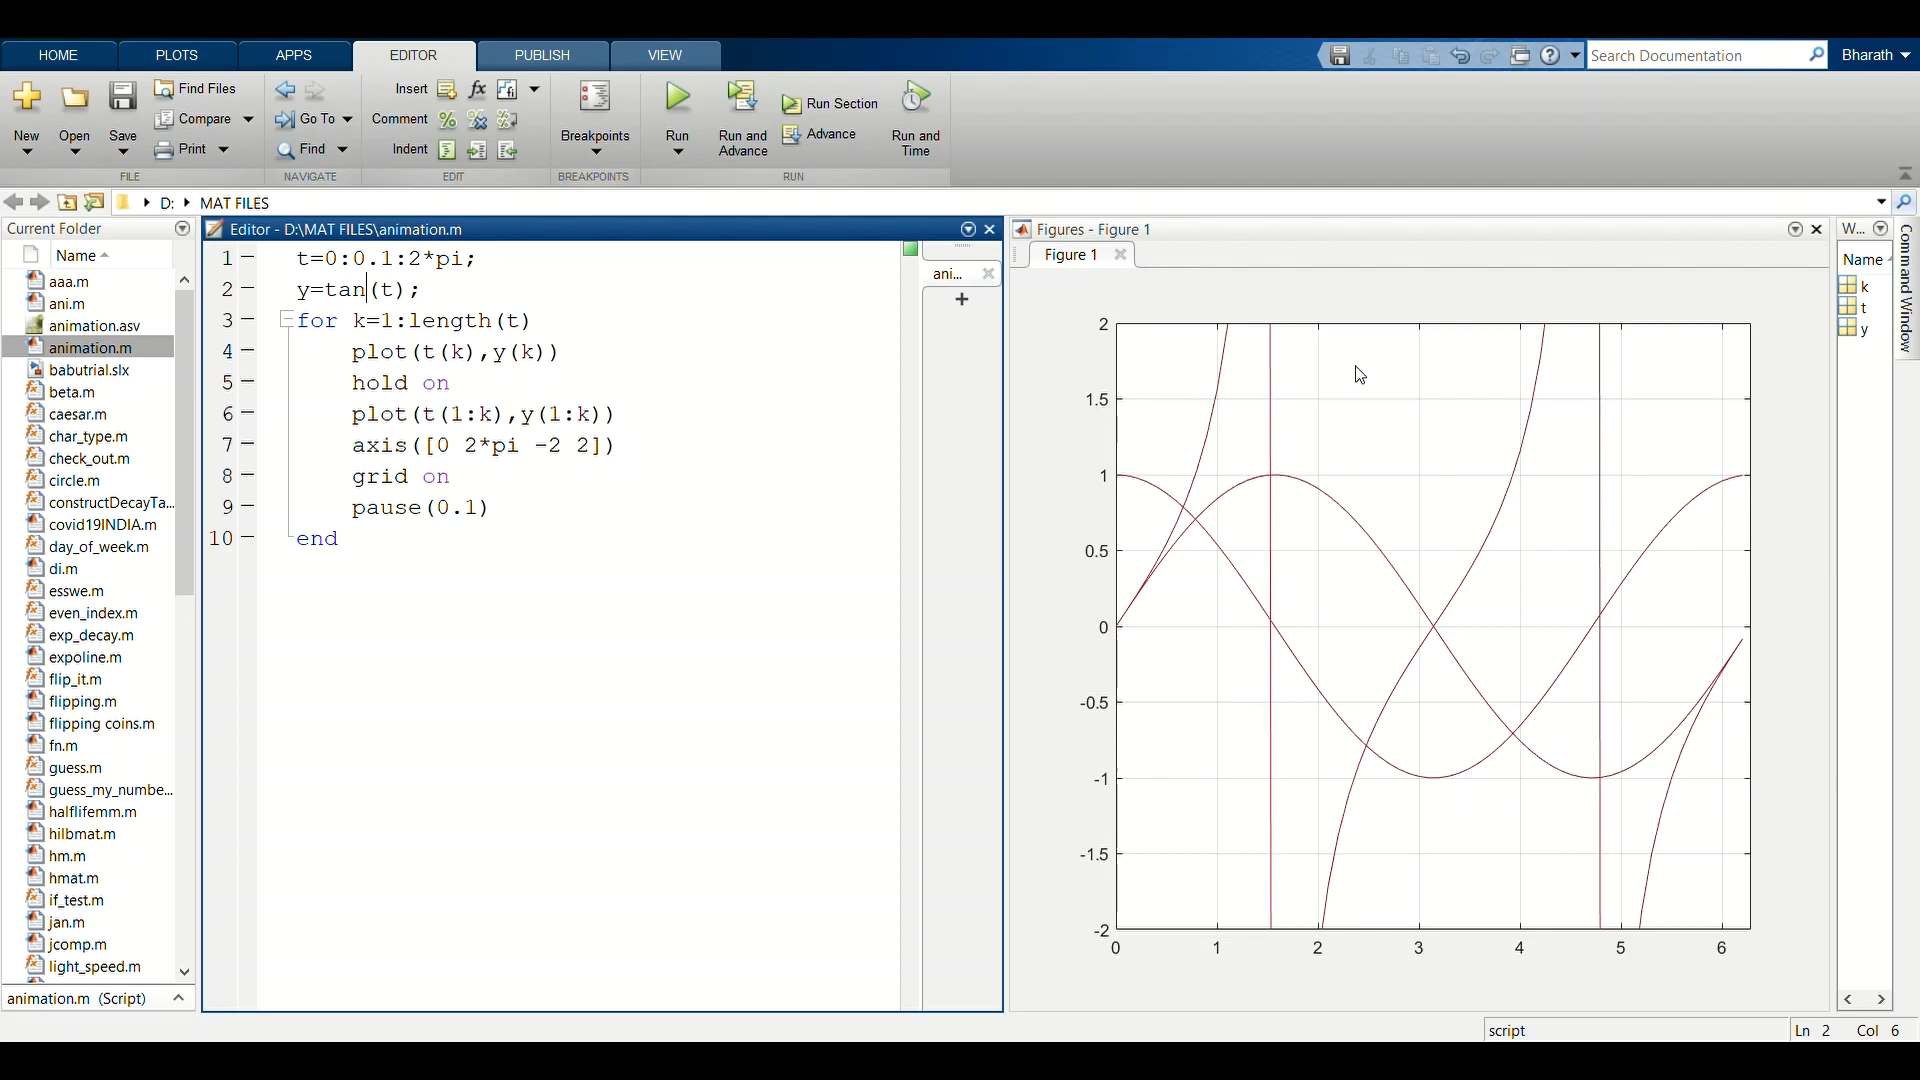 HOME PLOTS APPS EDITOR PUBLISH VIEW
Search Documentation Bharath
Find Files
Compare
Print
New Open Save
FILE
Go To
Find
NAVIGATE
Insert fx
Comment
Indent
EDIT
Breakpoints
BREAKPOINTS
Run
Run and Advance
Run Section
Advance
Run and Time
RUN
D: MAT FILES
Current Folder
Name
aaa.m
ani.m
animation.asv
animation.m
babutrial.slx
beta.m
caesar.m
char_type.m
check_out.m
circle.m
constructDecayTa...
covid19INDIA.m
day_of_week.m
di.m
esswe.m
even_index.m
exp_decay.m
expoline.m
flip_it.m
flipping.m
flipping coins.m
fn.m
guess.m
guess_my_numbe...
halflifemm.m
hilbmat.m
hm.m
hmat.m
if_test.m
jan.m
jcomp.m
light_speed.m
animation.m (Script)
Editor - D:\MAT FILES\animation.m
ani...
1 t=0:0.1:2*pi;
2 y=tan(t);
3 for k=1:length(t)
4 plot(t(k),y(k))
5 hold on
6 plot(t(1:k),y(1:k))
7 axis([0 2*pi -2 2])
8 grid on
9 pause(0.1)
10 end
Figures - Figure 1
Figure 1
2
1.5
1
0.5
0
-0.5
-1
-1.5
-2
0 1 2 3 4 5 6
W...
Name
k
t
y
Command Window
script Ln 2 Col 6